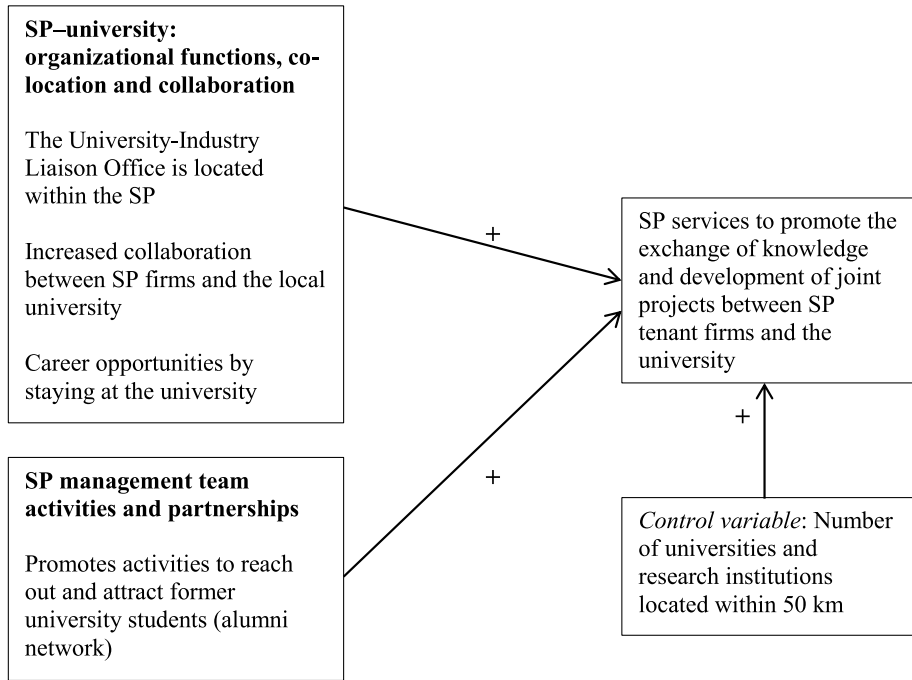 SP–university:
organizational functions, co-
location and collaboration
The University-Industry
Liaison Office is located
within the SP
Increased collaboration
between SP firms and the local
university
Career opportunities by
staying at the university
SP management team
activities and partnerships
Promotes activities to reach
out and attract former
university students (alumni
network)
+
+
SP services to promote the
exchange of knowledge
and development of joint
projects between SP
tenant firms and the
university
+
Control variable: Number
of universities and
research institutions
located within 50 km